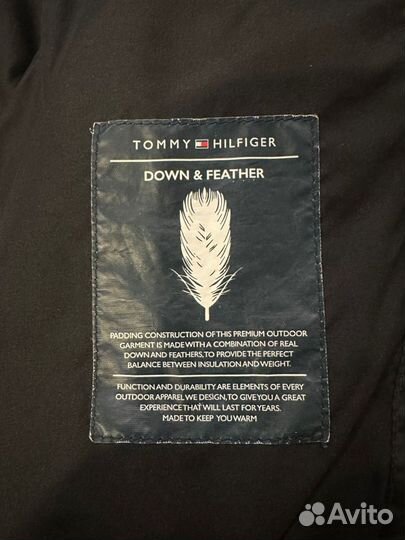 TOMMY HILFIGER
DOWN & FEATHER
PADDING CONSTRUCTION OF THIS PREMIUM OUTDOOR
GARMENT IS MADE WITH A COMBINATION OF REAL
DOWN AND FEATHERS, TO PROVIDE THE PERFECT
BALANCE BETWEEN INSULATION AND WEIGHT.
FUNCTION AND DURABILITY ARE ELEMENTS OF EVERY
OUTDOOR APPAREL WE DESIGN, TO GIVE YOU A GREAT
EXPERIENCE THAT WILL LAST FOR YEARS.
MADE TO KEEP YOU WARM
Avito